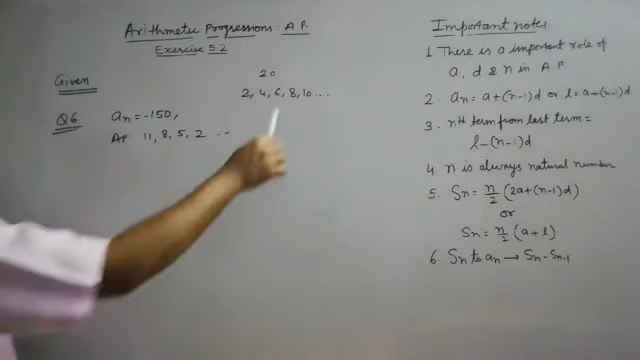 Arithmetic Progressions: A.P.
Exercise 5.2
Given
20
2, 4, 6, 8, 10 ....
Q6 an = -150,
AP: 11, 8, 5, 2 ...
Important notes
1. There is a important role of
a, d & n in A P
2. an = a+(n-1)d or l = a+(n-1)d
3. nth term from last term =
l-(n-1)d
4. n is always natural number
5. Sn = n/2 (2a+(n-1)d)
or
Sn = n/2 (a+l)
6. Sn to an → Sn - Sn-1